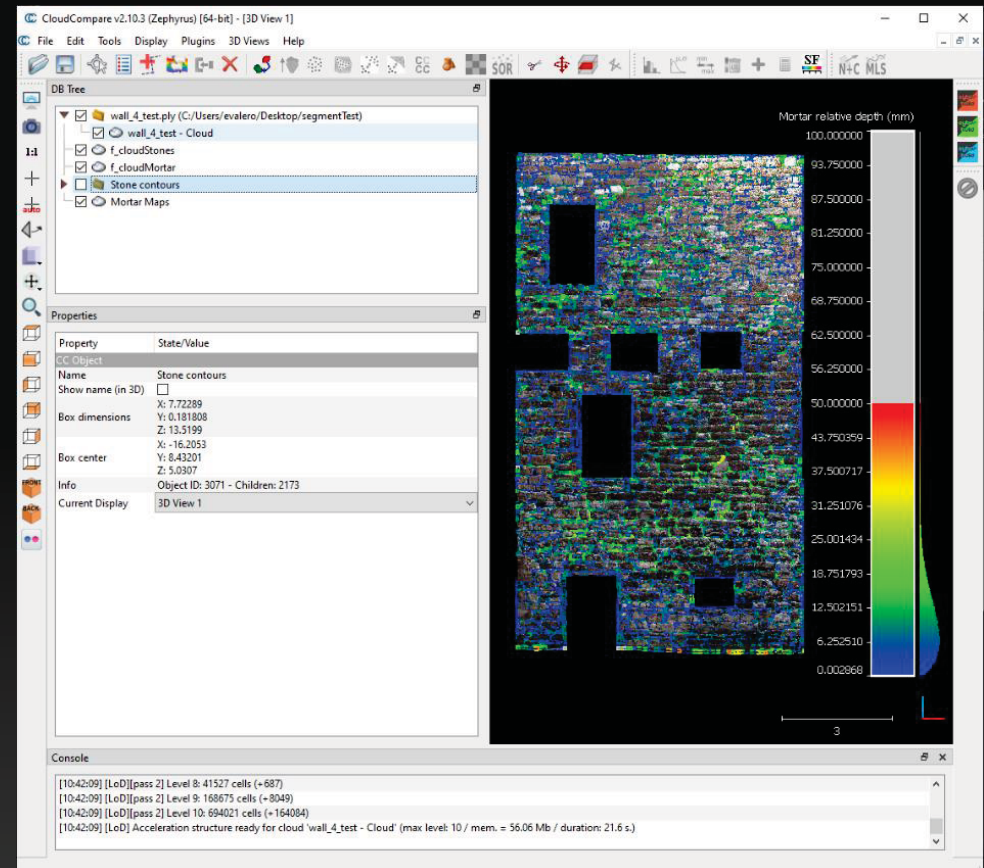 CloudCompare v2.10.3 (Zephyrus) [64-bit] - [3D View 1]
File Edit Tools Display Plugins 3D Views Help
SOR
SF
N+C MLS
DB Tree
wall_4_test.ply (C:/Users/evalero/Desktop/segmentTest)
wall_4_test - Cloud
f_cloudStones
f_cloudMortar
Stone contours
Mortar Maps
1:1
auto
FRONT
BACK
Properties
Property State/Value
CC Object
Name Stone contours
Show name (in 3D)
Box dimensions X: 7.72289
Y: 0.181808
Z: 13.5199
Box center X: -16.2053
Y: 8.43201
Z: 5.0307
Info Object ID: 3071 - Children: 2173
Current Display 3D View 1
Mortar relative depth (mm)
100.000000
93.750000
87.500000
81.250000
75.000000
68.750000
62.500000
56.250000
50.000000
43.750359
37.500717
31.251076
25.001434
18.751793
12.502151
6.252510
0.002868
3
Console
[10:42:09] [LoD][pass 2] Level 8: 41527 cells (+687)
[10:42:09] [LoD][pass 2] Level 9: 168675 cells (+8049)
[10:42:09] [LoD][pass 2] Level 10: 694021 cells (+164084)
[10:42:09] [LoD] Acceleration structure ready for cloud 'wall_4_test - Cloud' (max level: 10 / mem. = 56.06 Mb / duration: 21.6 s.)